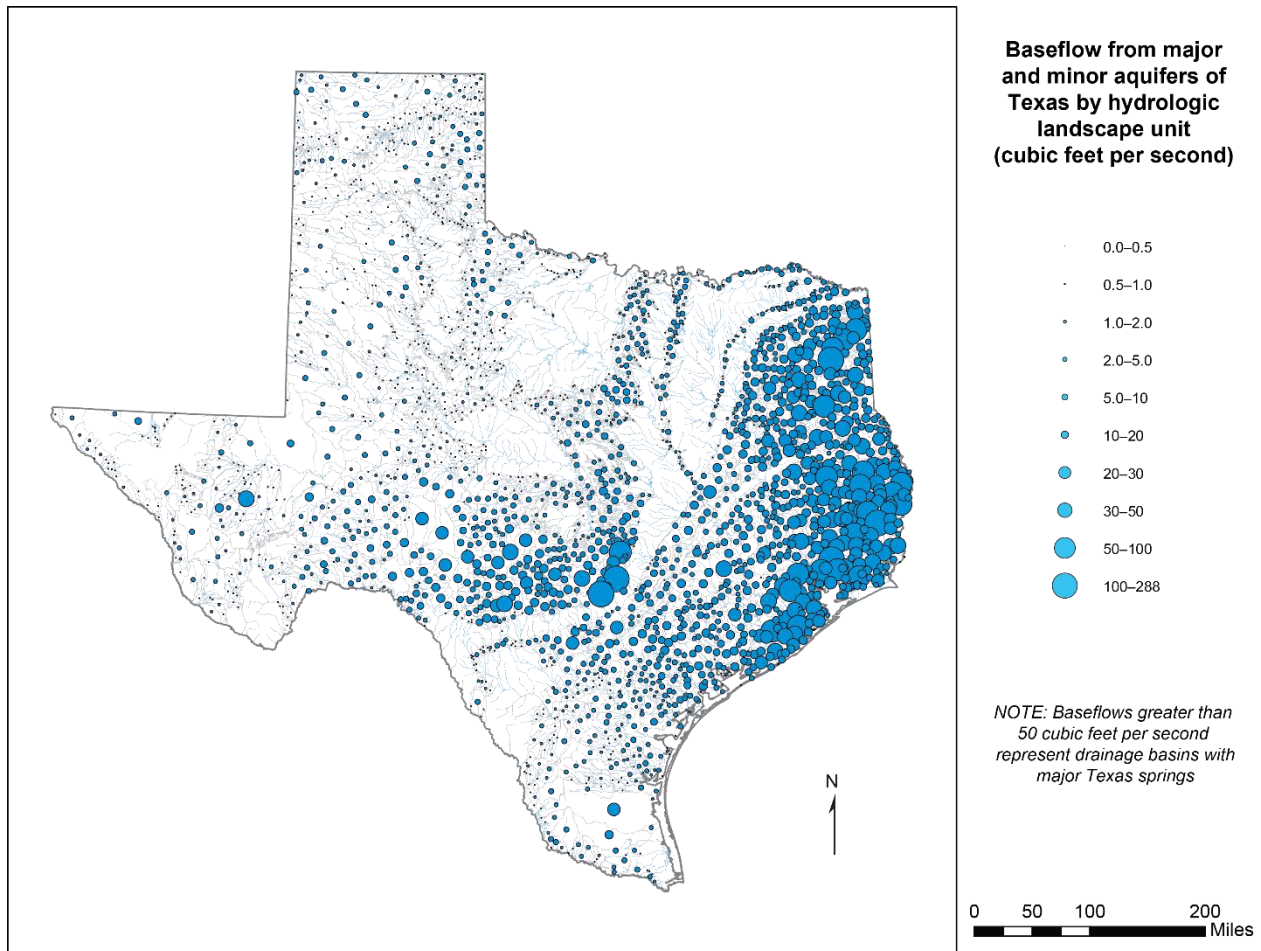 Baseflow from major
and minor aquifers of
Texas by hydrologic
landscape unit
(cubic feet per second)
0.0–0.5
0.5–1.0
1.0–2.0
2.0–5.0
5.0–10
10–20
20–30
30–50
50–100
100–288
NOTE: Baseflows greater than
50 cubic feet per second
represent drainage basins with
major Texas springs
N
0 50 100 200
Miles